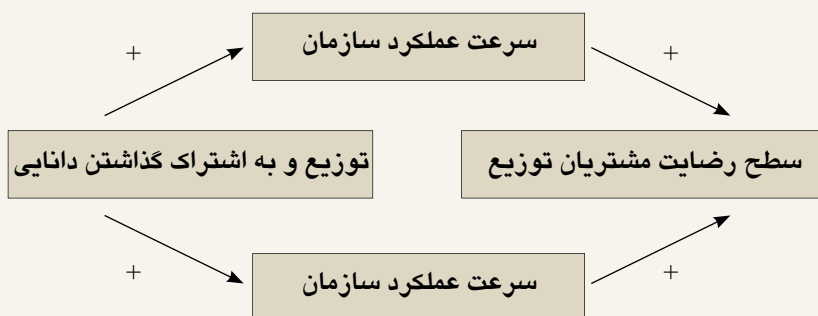 سرعت عملکرد سازمان
+
+
توزیع و به اشتراک گذاشتن دانایی
سطح رضایت مشتریان توزیع
+
+
سرعت عملکرد سازمان